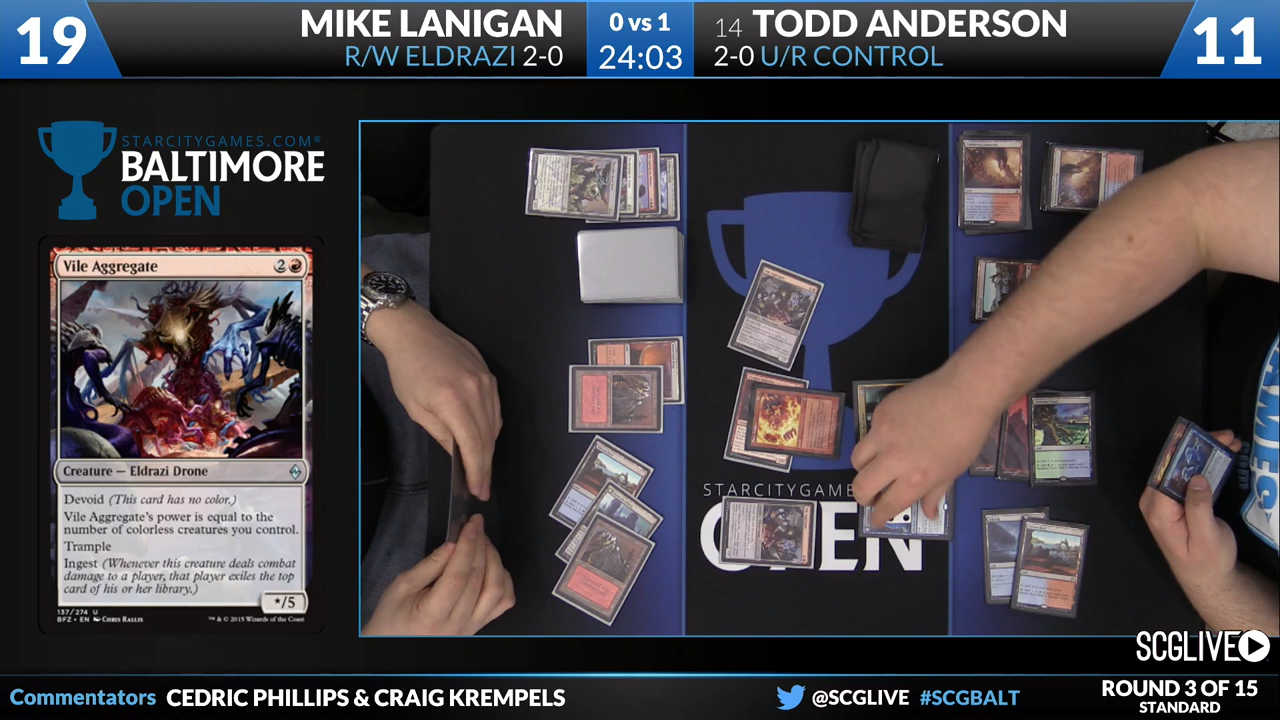 19
MIKE LANIGAN
R/W ELDRAZI 2-0
0 vs 1
24:03
14 TODD ANDERSON
2-0 U/R CONTROL
11
STARCITYGAMES.COM®
BALTIMORE
OPEN
Vile Aggregate 2
Creature — Eldrazi Drone
Devoid (This card has no color.)
Vile Aggregate's power is equal to the
number of colorless creatures you control.
Trample
Ingest (Whenever this creature deals combat
damage to a player, that player exiles the top
card of his or her library.)
*/5
137/274 U
BFZ • EN CHRIS RALLIS
™ & © 2015 Wizards of the Coast
STARCITYGAME
OPEN
SCGLIVE
Commentators CEDRIC PHILLIPS & CRAIG KREMPELS
@SCGLIVE #SCGBALT
ROUND 3 OF 15
STANDARD